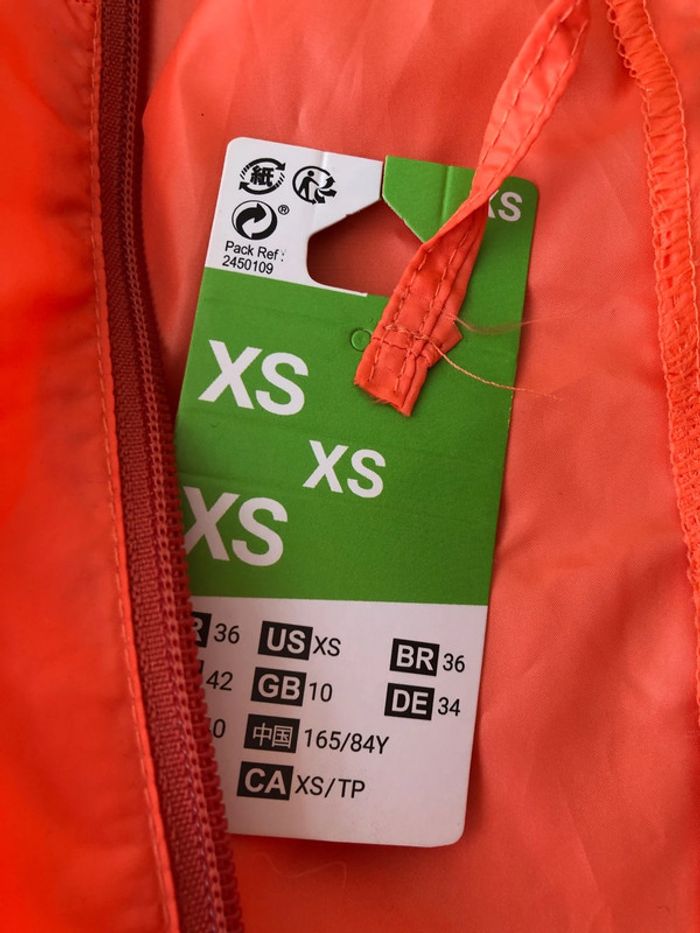 紙
Pack Ref:
2450109
XS
XS
XS
XS
36 US XS BR 36
42 GB 10 DE 34
中国 165/84Y
CA XS/TP